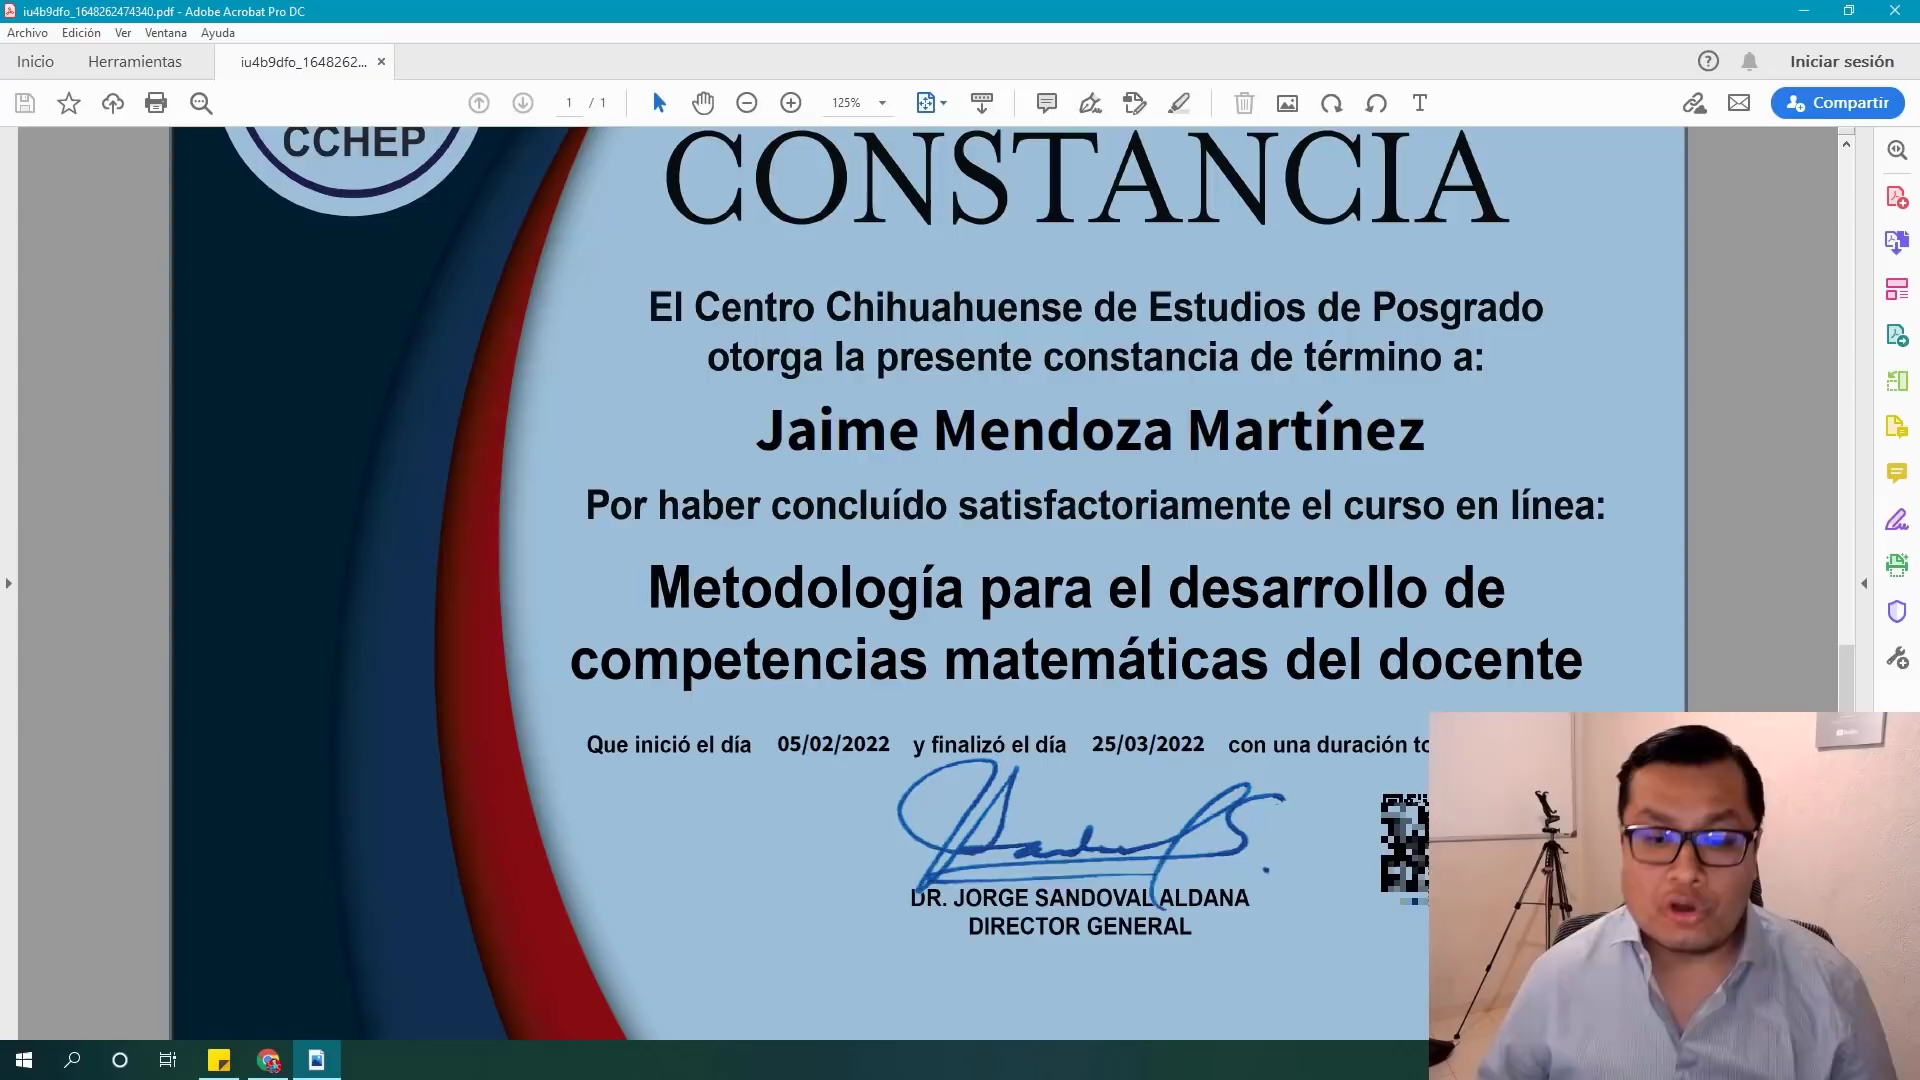 iu4b9dfo_1648262474340.pdf - Adobe Acrobat Pro DC
Archivo Edición Ver Ventana Ayuda
Inicio Herramientas iu4b9dfo_1648262... × Iniciar sesión
1 / 1 125% Compartir
CCHEP
CONSTANCIA
El Centro Chihuahuense de Estudios de Posgrado
otorga la presente constancia de término a:
Jaime Mendoza Martínez
Por haber concluído satisfactoriamente el curso en línea:
Metodología para el desarrollo de
competencias matemáticas del docente
Que inició el día 05/02/2022 y finalizó el día 25/03/2022 con una duración
DR. JORGE SANDOVAL ALDANA
DIRECTOR GENERAL